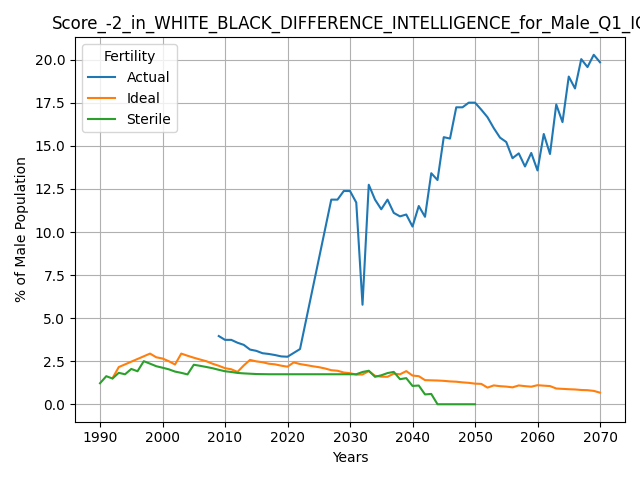 Score_-2_in_WHITE_BLACK_DIFFERENCE_INTELLIGENCE_for_Male_Q1_IQ
Fertility
Actual
Ideal
Sterile
% of Male Population
20.0
17.5
15.0
12.5
10.0
7.5
5.0
2.5
0.0
1990 2000 2010 2020 2030 2040 2050 2060 2070
Years